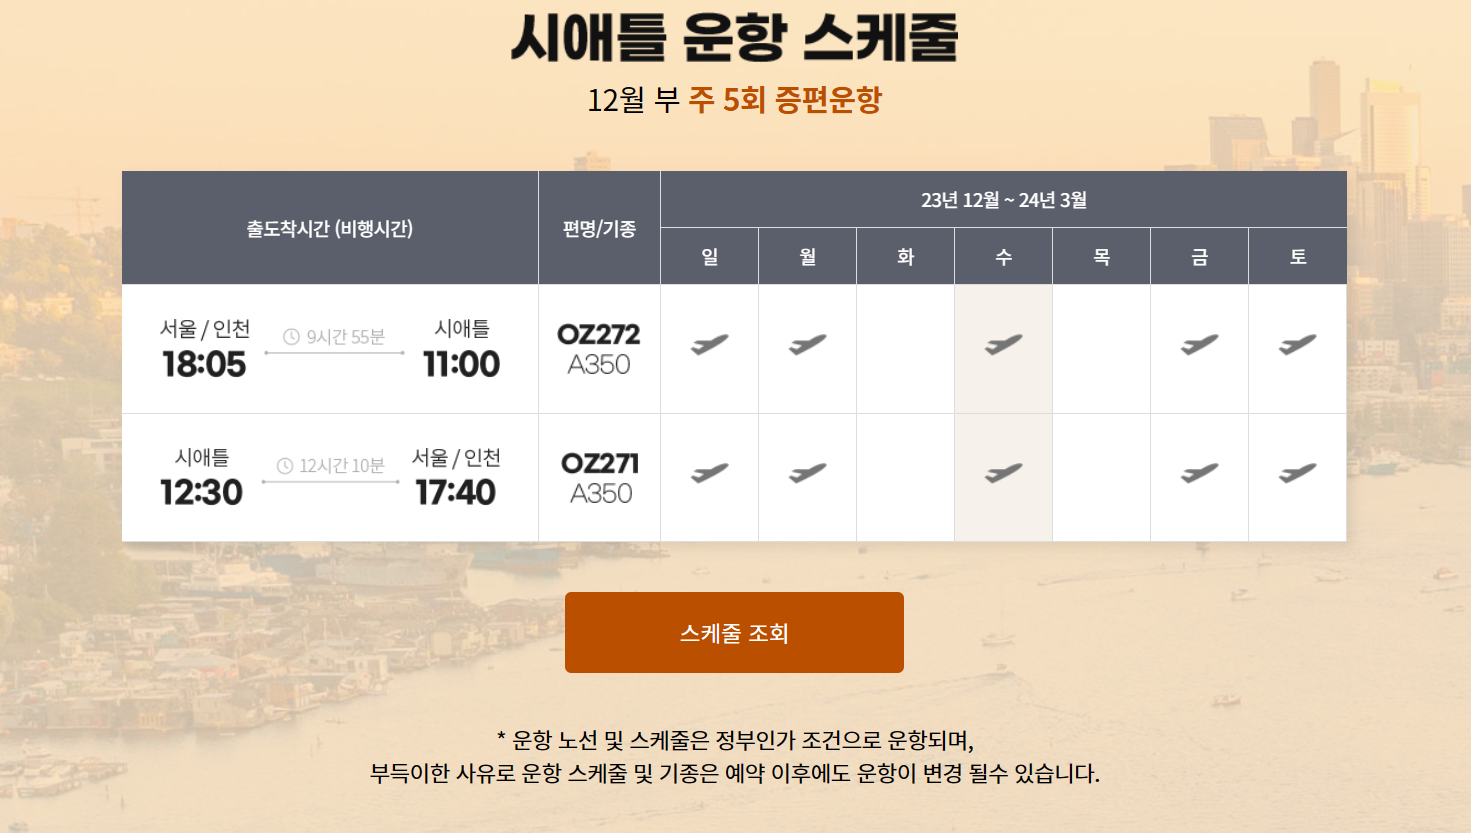 시애틀 운항 스케줄
12월 부 주 5회 증편운항
출도착시간 (비행시간) 편명/기종 23년 12월 ~ 24년 3월
일 월 화 수 목 금 토
서울 / 인천 9시간 55분 시애틀
18:05 11:00
OZ272
A350
시애틀 12시간 10분 서울 / 인천
12:30 17:40
OZ271
A350
스케줄 조회
* 운항 노선 및 스케줄은 정부인가 조건으로 운항되며,
부득이한 사유로 운항 스케줄 및 기종은 예약 이후에도 운항이 변경 될수 있습니다.